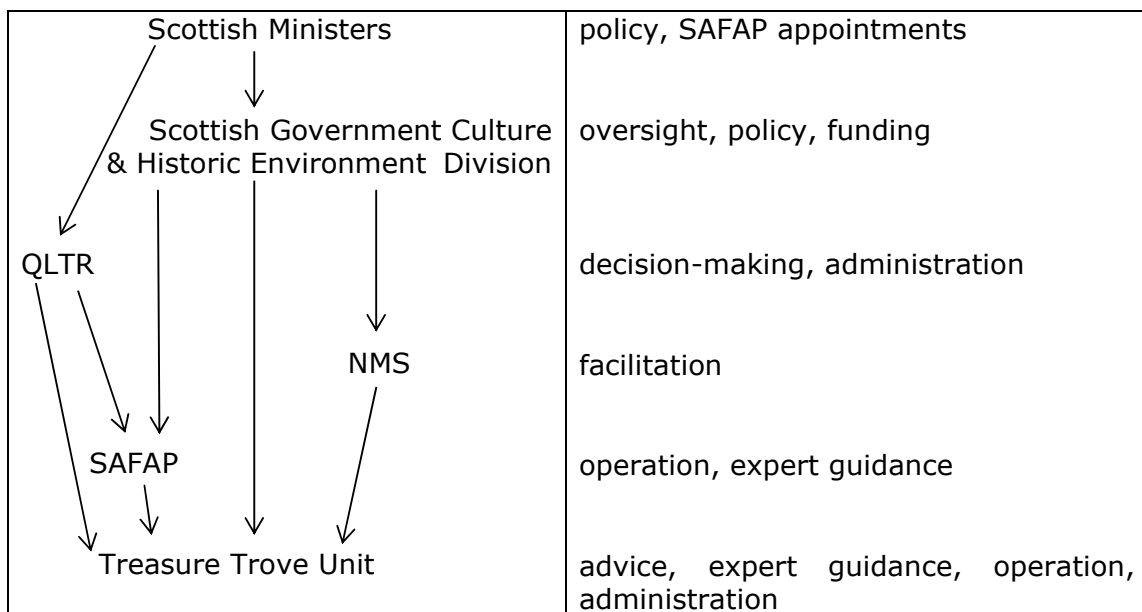 Scottish Ministers
policy, SAFAP appointments
Scottish Government Culture
& Historic Environment Division
oversight, policy, funding
QLTR
decision-making, administration
NMS
facilitation
SAFAP
operation, expert guidance
Treasure Trove Unit
advice, expert guidance, operation,
administration